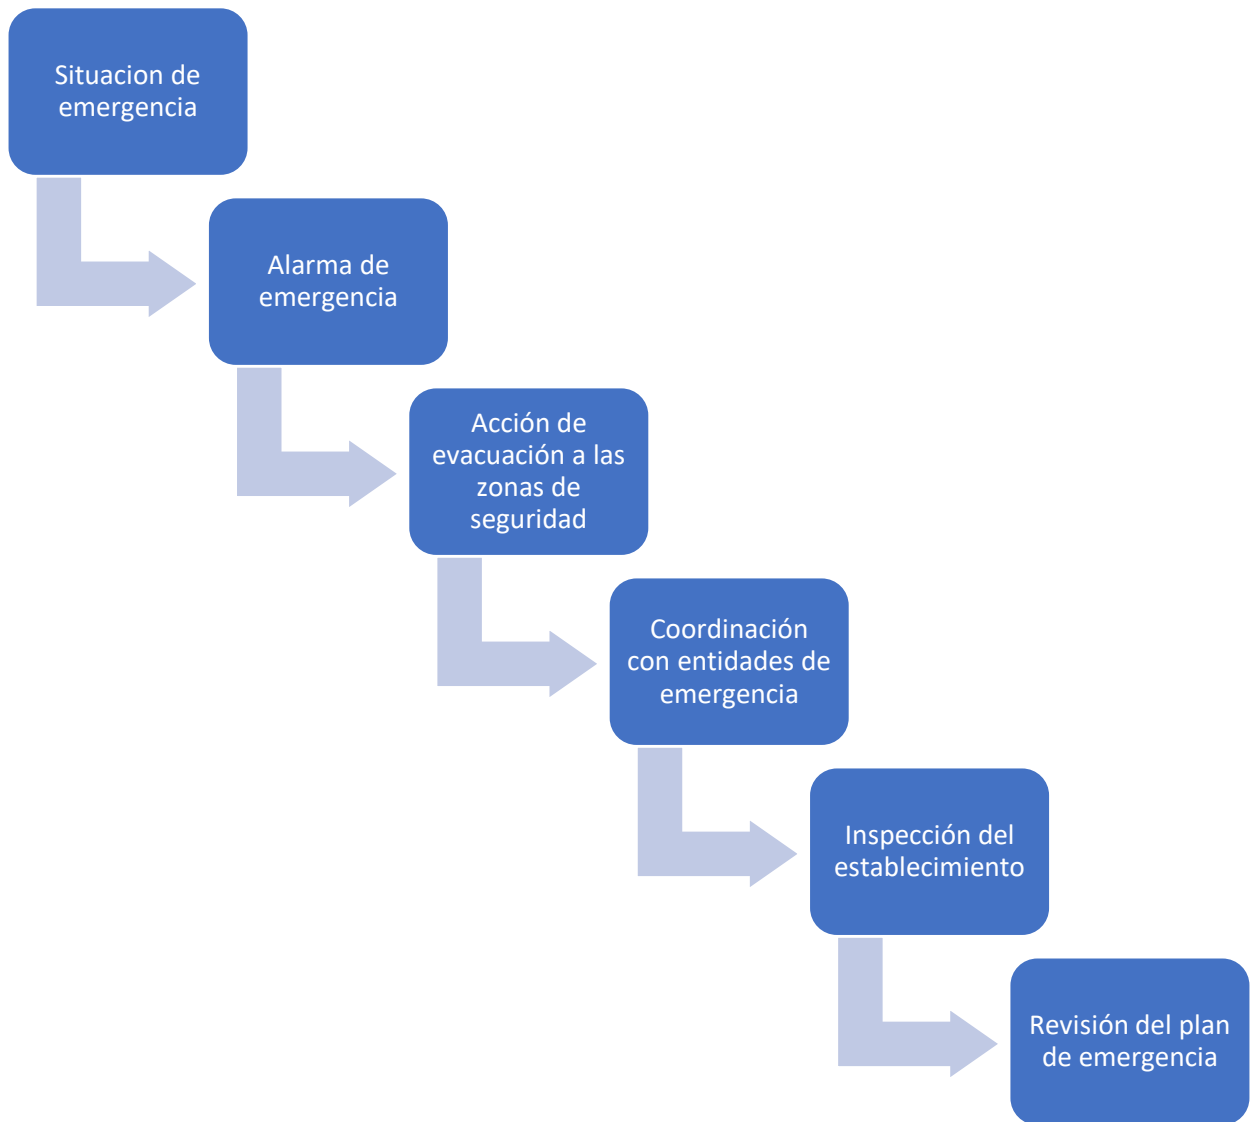 Situacion de
emergencia
Alarma de
emergencia
Acción de
evacuación a las
zonas de
seguridad
Coordinación
con entidades de
emergencia
Inspección del
establecimiento
Revisión del plan
de emergencia